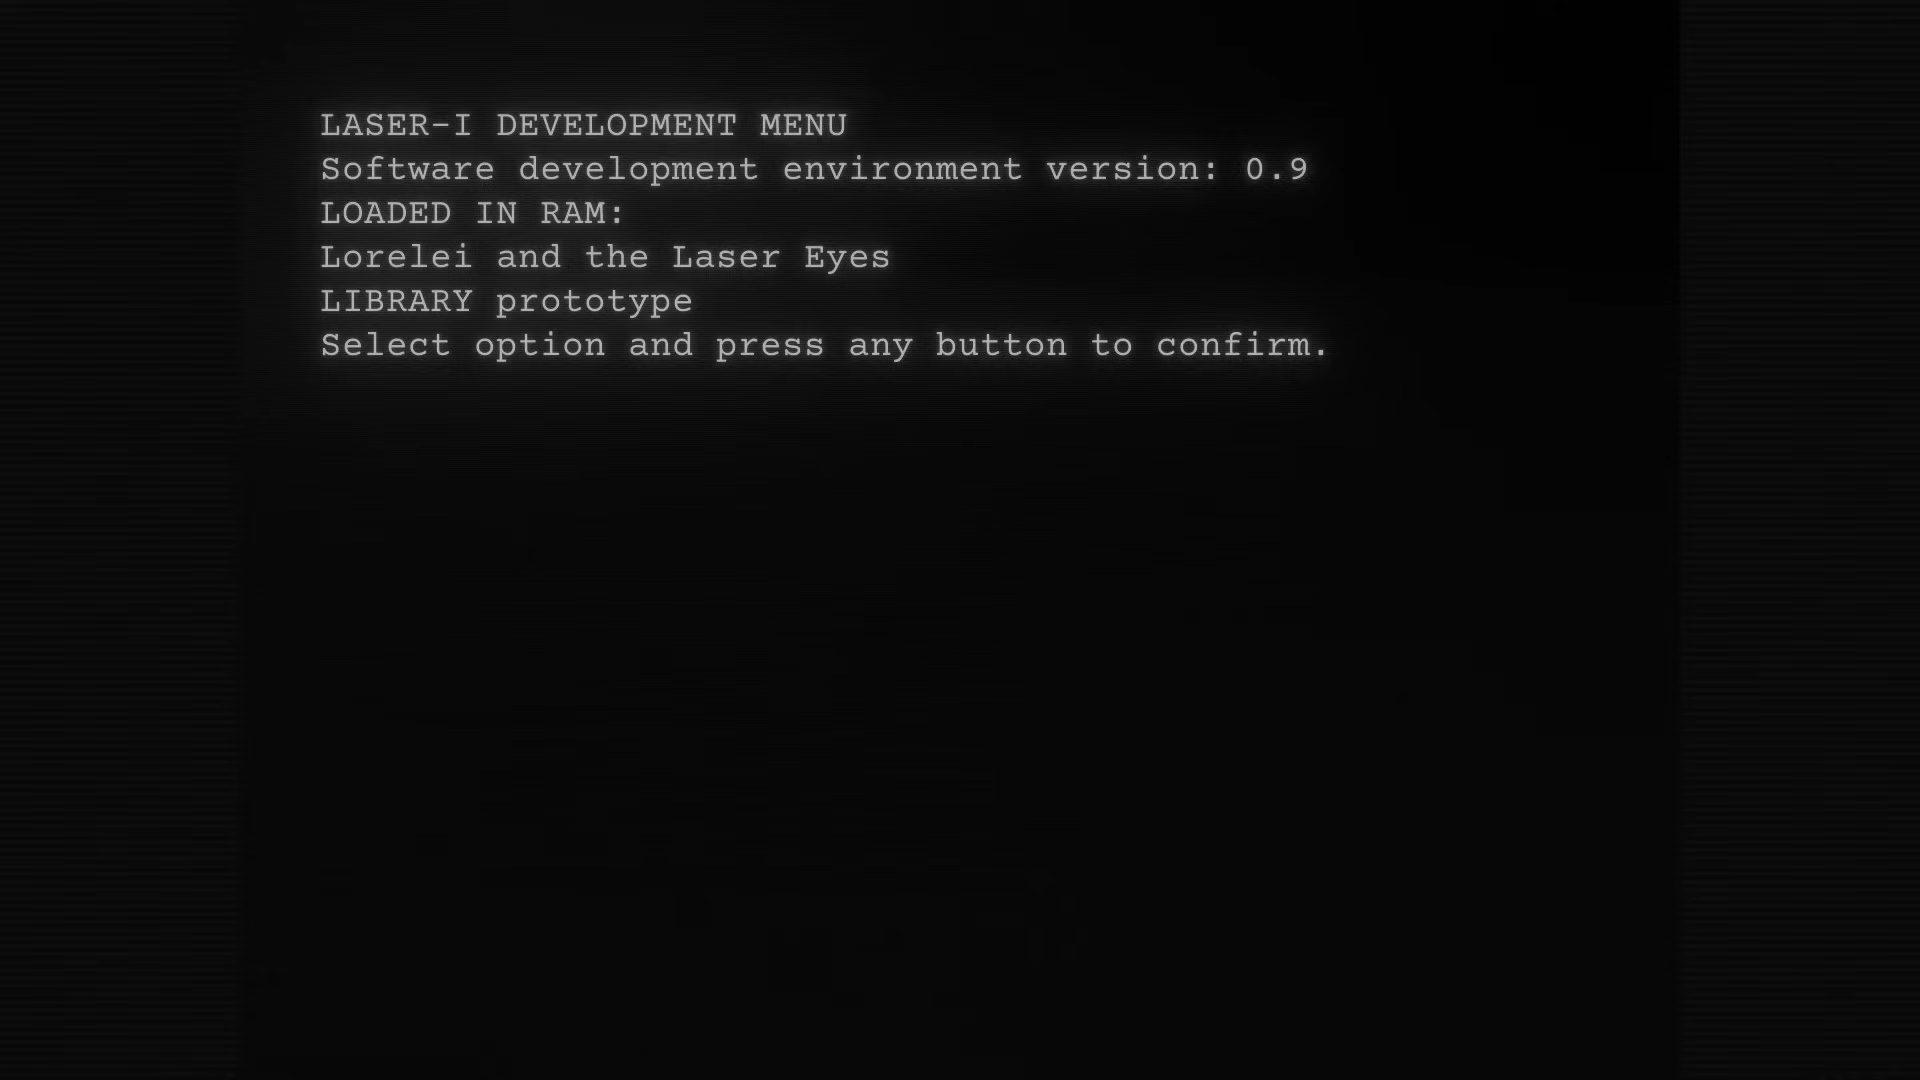 LASER-I DEVELOPMENT MENU
Software development environment version: 0.9
LOADED IN RAM:
Lorelei and the Laser Eyes
LIBRARY prototype
Select option and press any button to confirm.